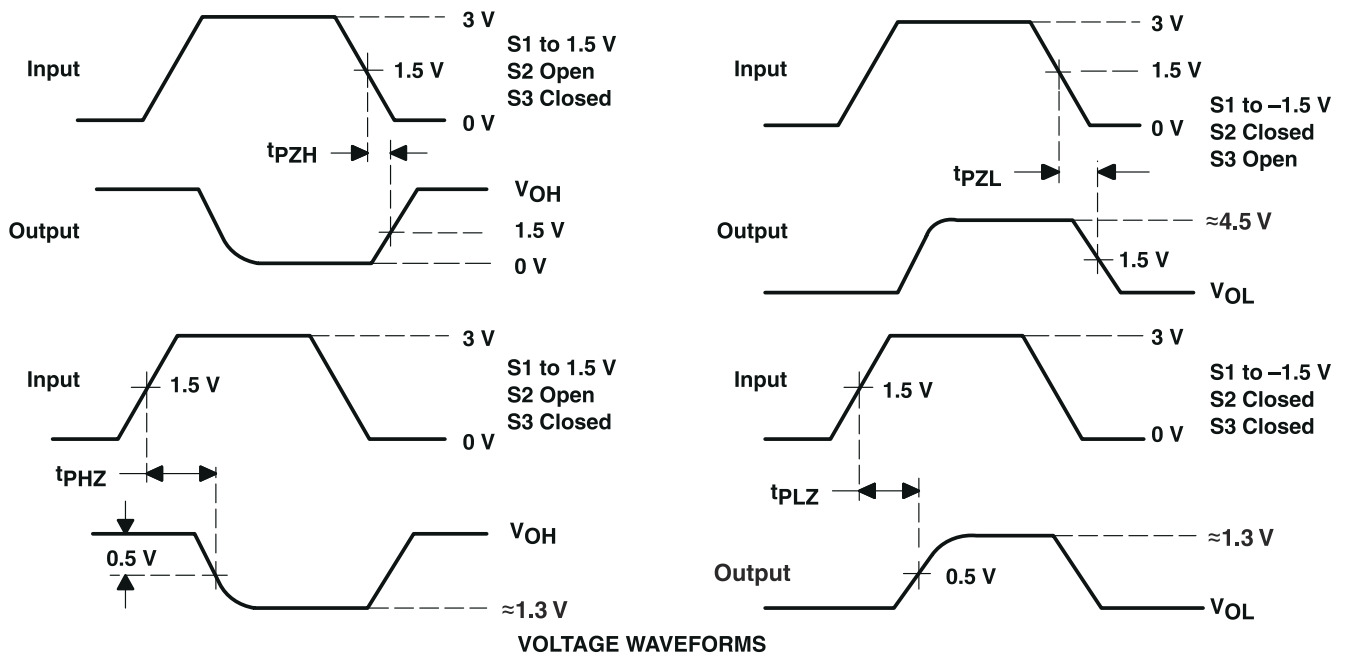 3 V
S1 to 1.5 V
Input
1.5 V
S2 Open
S3 Closed
0 V
tPZH
VOH
Output
1.5 V
0 V
3 V
Input
1.5 V
S1 to –1.5 V
0 V
S2 Closed
S3 Open
tPZL
Output
≈4.5 V
1.5 V
VOL
3 V
S1 to 1.5 V
Input
1.5 V
S2 Open
S3 Closed
0 V
tPHZ
VOH
0.5 V
≈1.3 V
3 V
S1 to –1.5 V
Input
1.5 V
S2 Closed
S3 Closed
0 V
tPLZ
≈1.3 V
Output
0.5 V
VOL
VOLTAGE WAVEFORMS